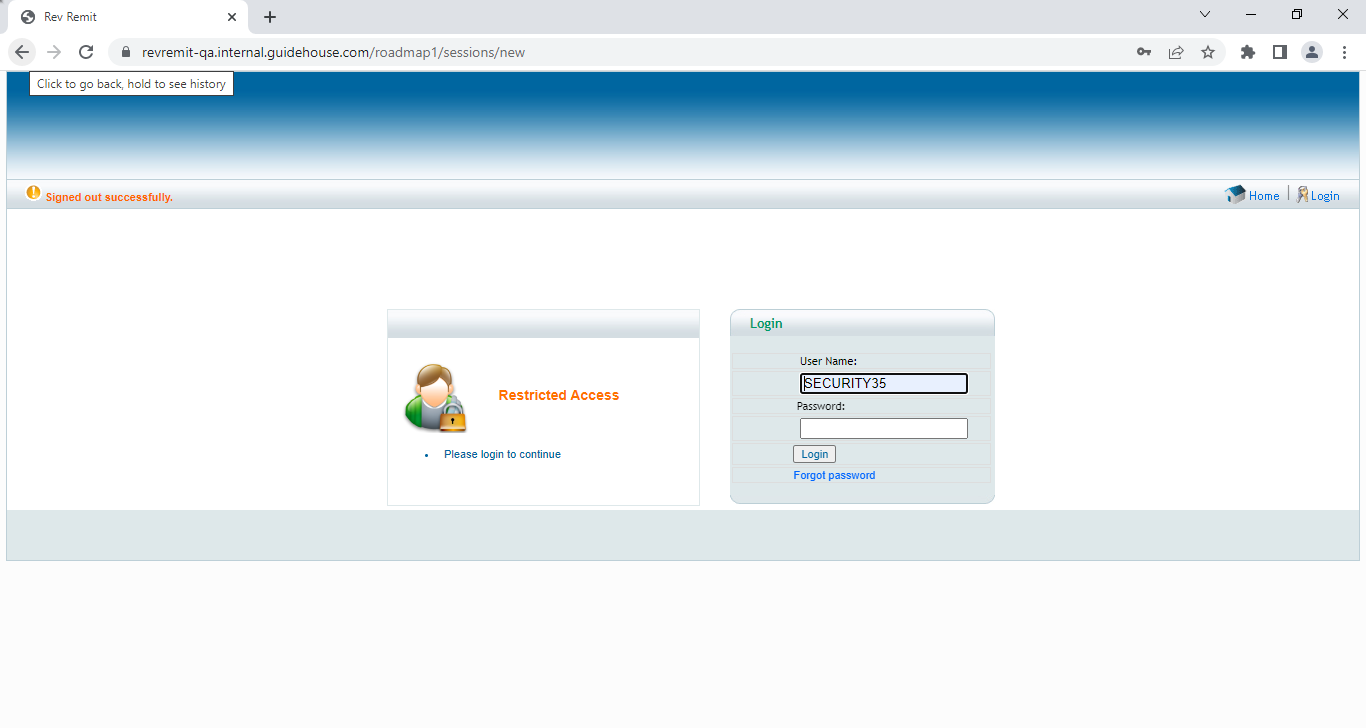 Rev Remit
revremit-qa.internal.guidehouse.com/roadmap1/sessions/new
Click to go back, hold to see history
Signed out successfully.
Home
Login
Login
User Name:
SECURITY35
Restricted Access
Password:
Please login to continue
Login
Forgot password